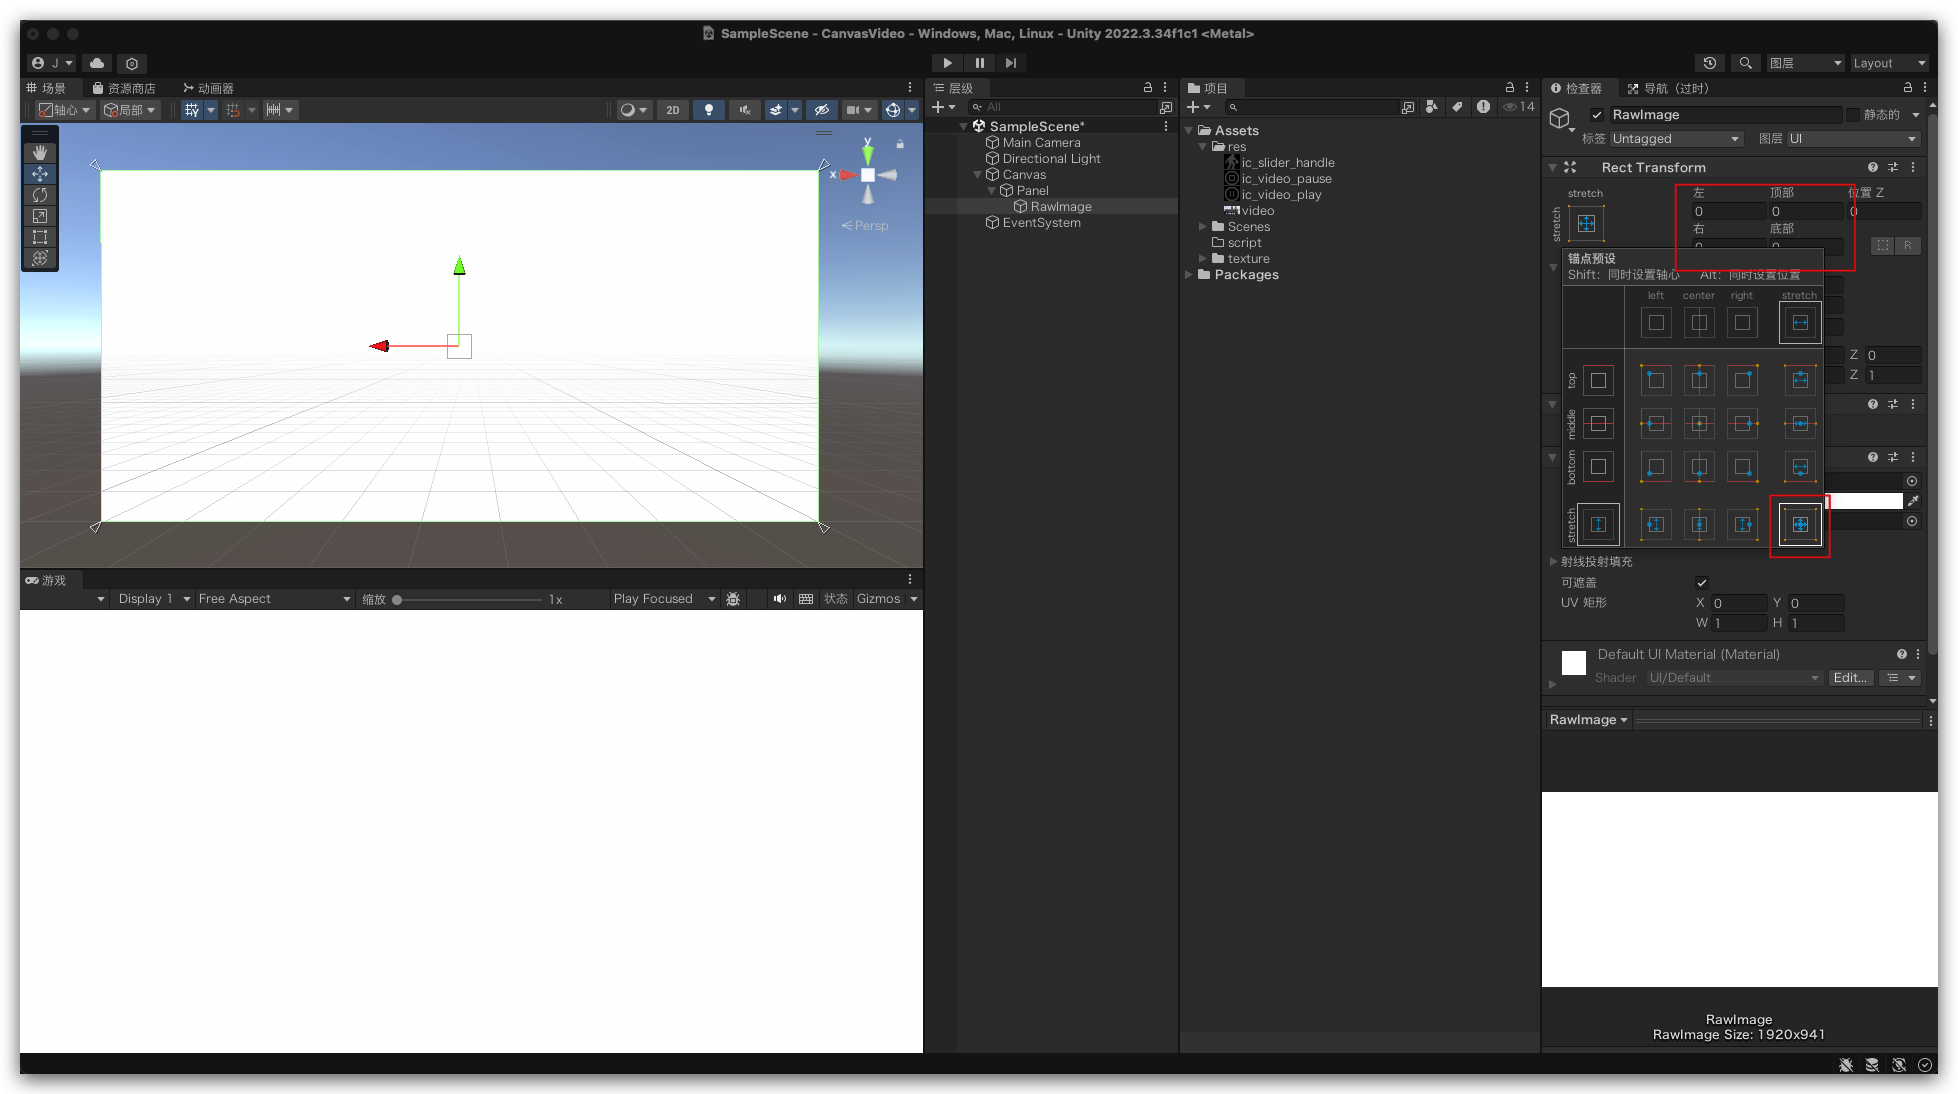 SampleScene - CanvasVideo - Windows, Mac, Linux - Unity 2022.3.34f1c1 <Metal>
J
图层
Layout
场景
资源商店
动画器
轴心
局部
2D
y
x
Persp
层级
All
SampleScene*
Main Camera
Directional Light
Canvas
Panel
RawImage
EventSystem
项目
14
Assets
res
ic_slider_handle
ic_video_pause
ic_video_play
video
Scenes
script
texture
Packages
检查器
导航（过时）
RawImage
静态的
标签
Untagged
图层
UI
Rect Transform
stretch
stretch
左
顶部
位置 Z
0
0
0
右
底部
R
锚点预设
Shift: 同时设置轴心
Alt: 同时设置位置
left
center
right
stretch
top
middle
bottom
stretch
Z 0
Z 1
射线投射填充
可遮盖
UV 矩形
X 0
Y 0
W 1
H 1
Default UI Material (Material)
Shader
UI/Default
Edit...
RawImage
RawImage
RawImage Size: 1920x941
游戏
Display 1
Free Aspect
缩放
1x
Play Focused
状态
Gizmos